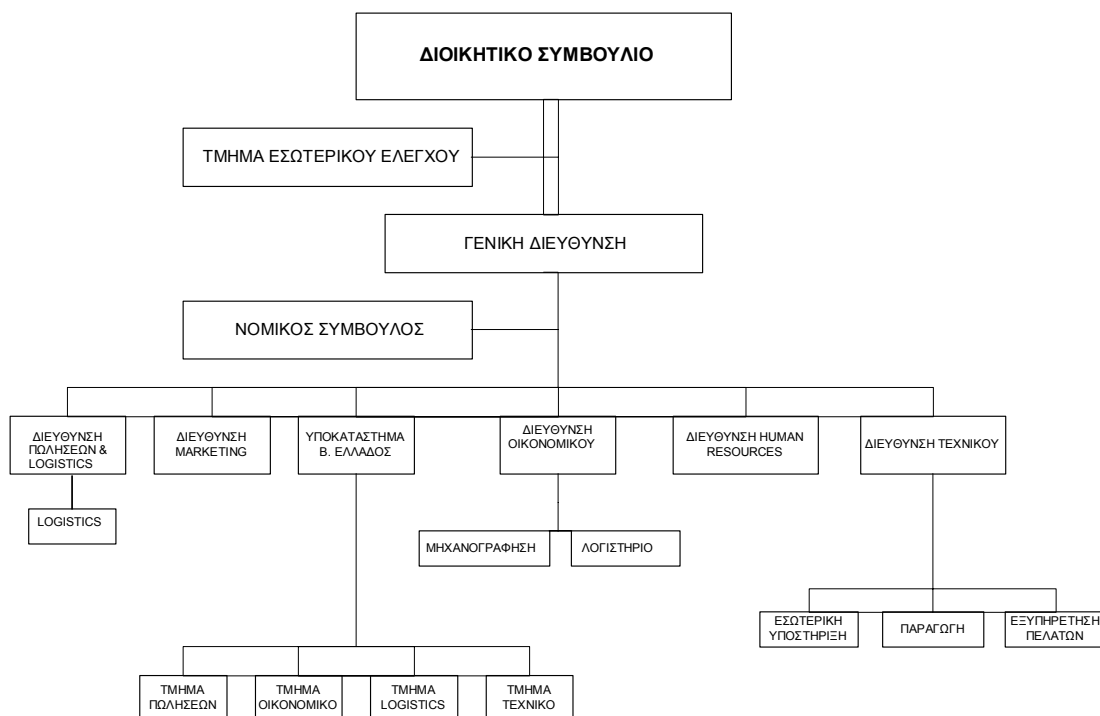 ΔΙΟΙΚΗΤΙΚΟ ΣΥΜΒΟΥΛΙΟ
ΤΜΗΜΑ ΕΣΩΤΕΡΙΚΟΥ ΕΛΕΓΧΟΥ
ΓΕΝΙΚΗ ΔΙΕΥΘΥΝΣΗ
ΝΟΜΙΚΟΣ ΣΥΜΒΟΥΛΟΣ
ΔΙΕΥΘΥΝΣΗ
ΠΩΛΗΣΕΩΝ &
LOGISTICS
ΔΙΕΥΘΥΝΣΗ
MARKETING
ΥΠΟΚΑΤΑΣΤΗΜΑ
Β. ΕΛΛΑΔΟΣ
ΔΙΕΥΘΥΝΣΗ
ΟΙΚΟΝΟΜΙΚΟΥ
ΔΙΕΥΘΥΝΣΗ HUMAN
RESOURCES
ΔΙΕΥΘΥΝΣΗ ΤΕΧΝΙΚΟΥ
LOGISTICS
ΜΗΧΑΝΟΓΡΑΦΗΣΗ
ΛΟΓΙΣΤΗΡΙΟ
ΕΣΩΤΕΡΙΚΗ
ΥΠΟΣΤΗΡΙΞΗ
ΠΑΡΑΓΩΓΗ
ΕΞΥΠΗΡΕΤΗΣΗ
ΠΕΛΑΤΩΝ
ΤΜΗΜΑ
ΠΩΛΗΣΕΩΝ
ΤΜΗΜΑ
ΟΙΚΟΝΟΜΙΚΟ
ΤΜΗΜΑ
LOGISTICS
ΤΜΗΜΑ
ΤΕΧΝΙΚΟ